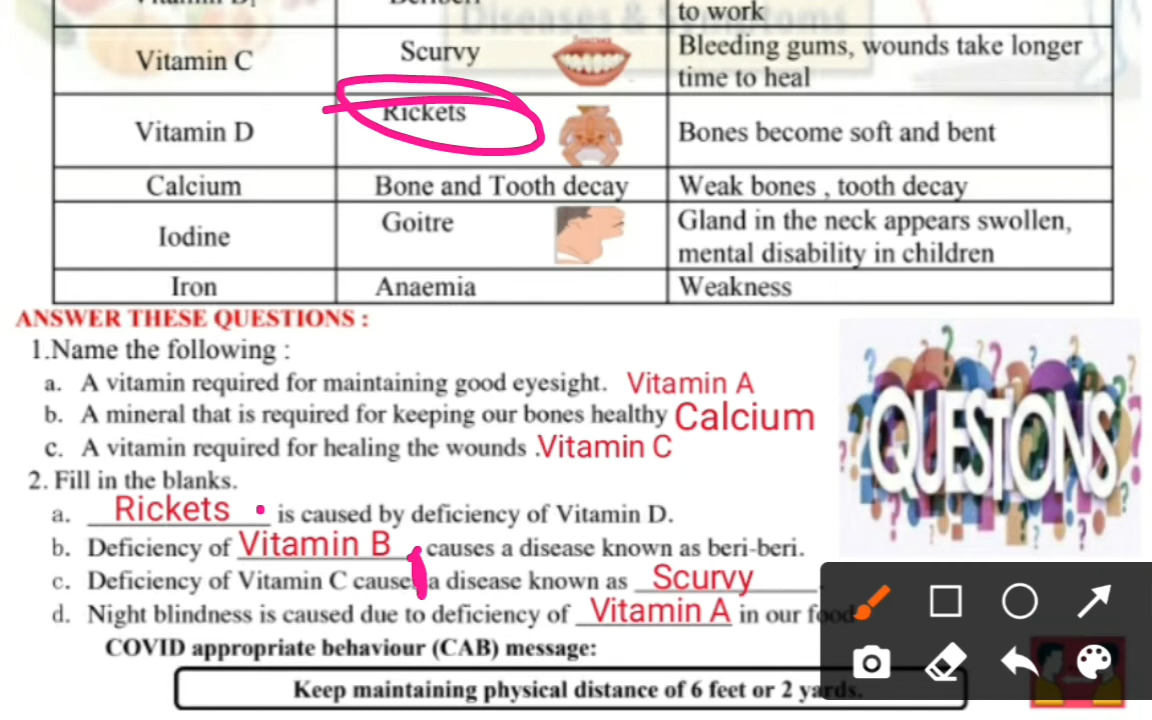 to work
Vitamin C Scurvy Bleeding gums, wounds take longer
time to heal
Vitamin D Rickets Bones become soft and bent
Calcium Bone and Tooth decay Weak bones , tooth decay
Iodine Goitre Gland in the neck appears swollen,
mental disability in children
Iron Anaemia Weakness
ANSWER THESE QUESTIONS :
1.Name the following :
a. A vitamin required for maintaining good eyesight. Vitamin A
b. A mineral that is required for keeping our bones healthy Calcium
c. A vitamin required for healing the wounds .Vitamin C
QUESTIONS
2. Fill in the blanks.
a. Rickets is caused by deficiency of Vitamin D.
b. Deficiency of Vitamin B causes a disease known as beri-beri.
c. Deficiency of Vitamin C cause a disease known as Scurvy.
d. Night blindness is caused due to deficiency of Vitamin A in our food
COVID appropriate behaviour (CAB) message:
Keep maintaining physical distance of 6 feet or 2 yards.